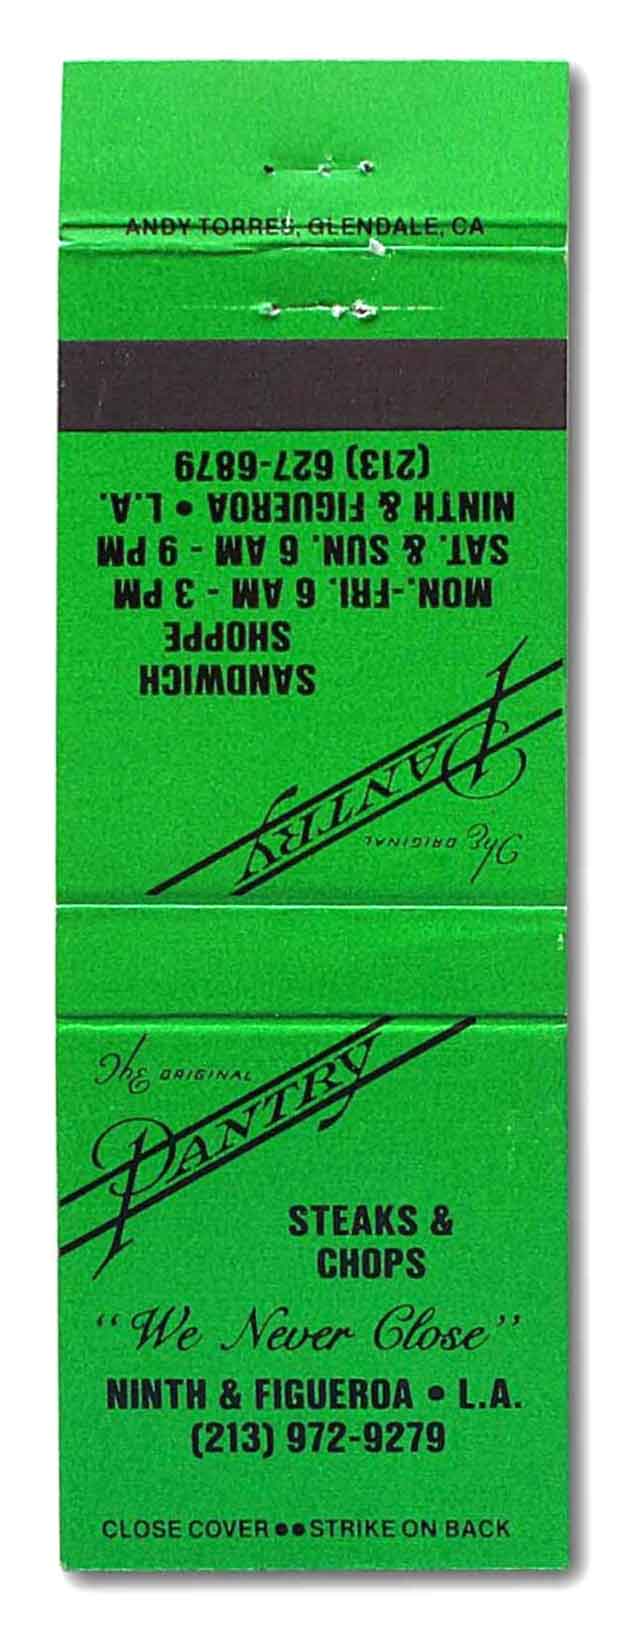 ANDY TORRES, GLENDALE, CA
The ORIGINAL
PANTRY
SANDWICH
SHOPPE
MON.-FRI. 6 AM - 3 PM
SAT. & SUN. 6 AM - 9 PM
NINTH & FIGUEROA • L.A.
(213) 627-6879
The ORIGINAL
PANTRY
STEAKS &
CHOPS
"We Never Close"
NINTH & FIGUEROA • L.A.
(213) 972-9279
CLOSE COVER •• STRIKE ON BACK